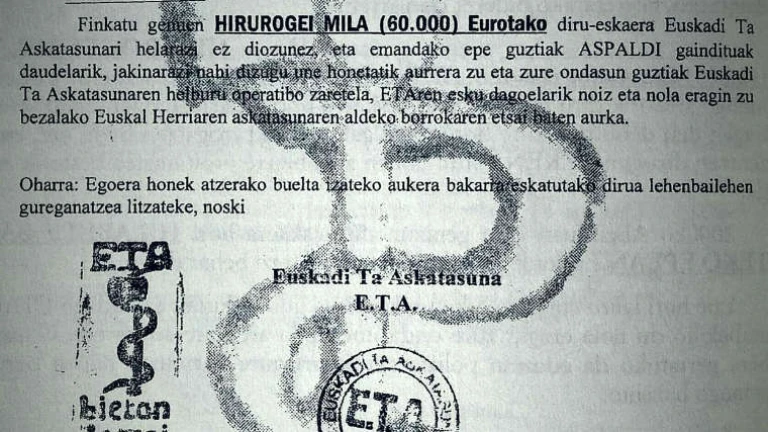 Finkatu genuen HIRUROGEI MILA (60.000) Eurotako diru-eskaera Euskadi Ta
Askatasunari helarazi ez diozunez, eta emandako epe guztiak ASPALDI gaindituak
daudelarik, jakinarazi nahi dizugu une honetatik aurrera zu eta zure ondasun guztiak Euskadi
Ta Askatasunaren helburu operatibo zaretela, ETAren esku dagoelarik noiz eta nola eragin zu
bezalako Euskal Herriaren askatasunaren aldeko borrokaren etsai baten aurka.
Oharra: Egoera honek atzerako buelta izateko aukera bakarra eskatutako dirua lehenbailehen
gureganatzea litzateke, noski
ETA
Euskadi Ta Askatasuna
E.T.A.
bietan
jarrai
EUSKADI TA ASKATASUNA
ETA